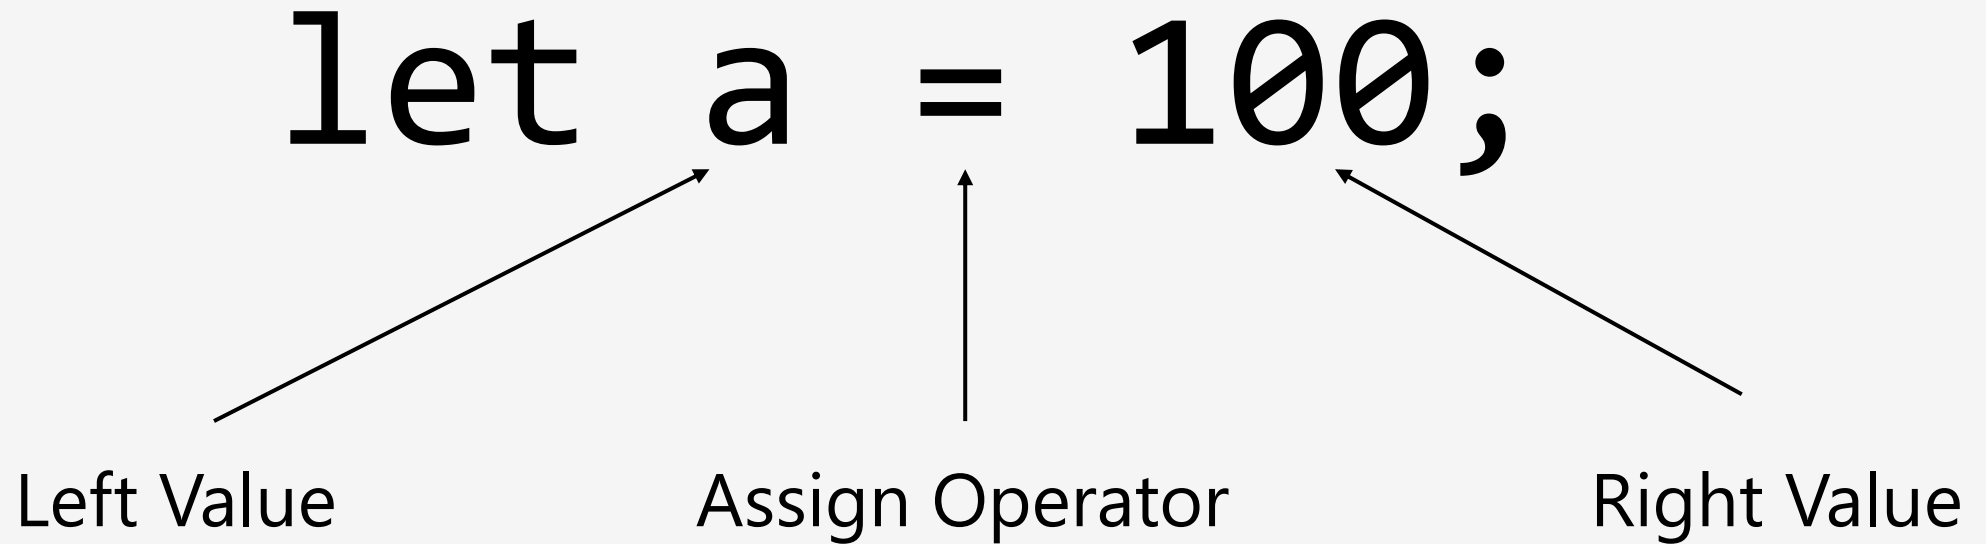 let a = 100;
Left Value Assign Operator Right Value